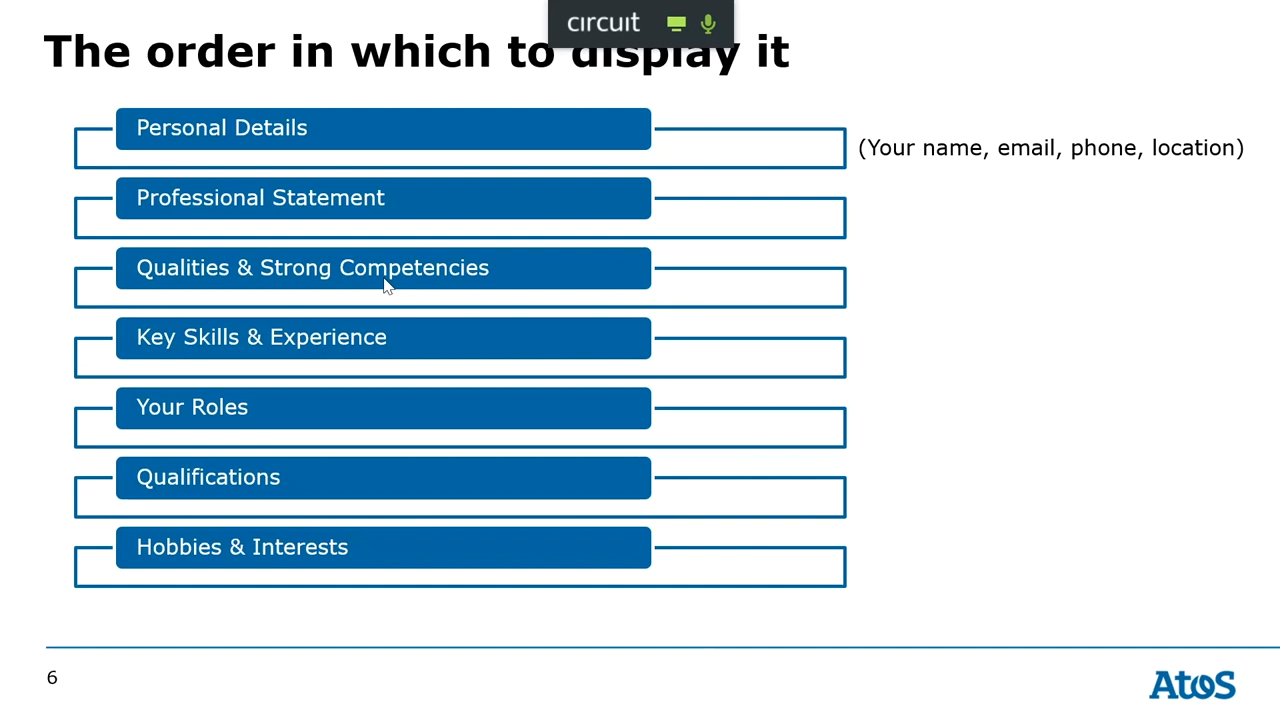 circuit
The order in which to display it
Personal Details
(Your name, email, phone, location)
Professional Statement
Qualities & Strong Competencies
Key Skills & Experience
Your Roles
Qualifications
Hobbies & Interests
6
Atos